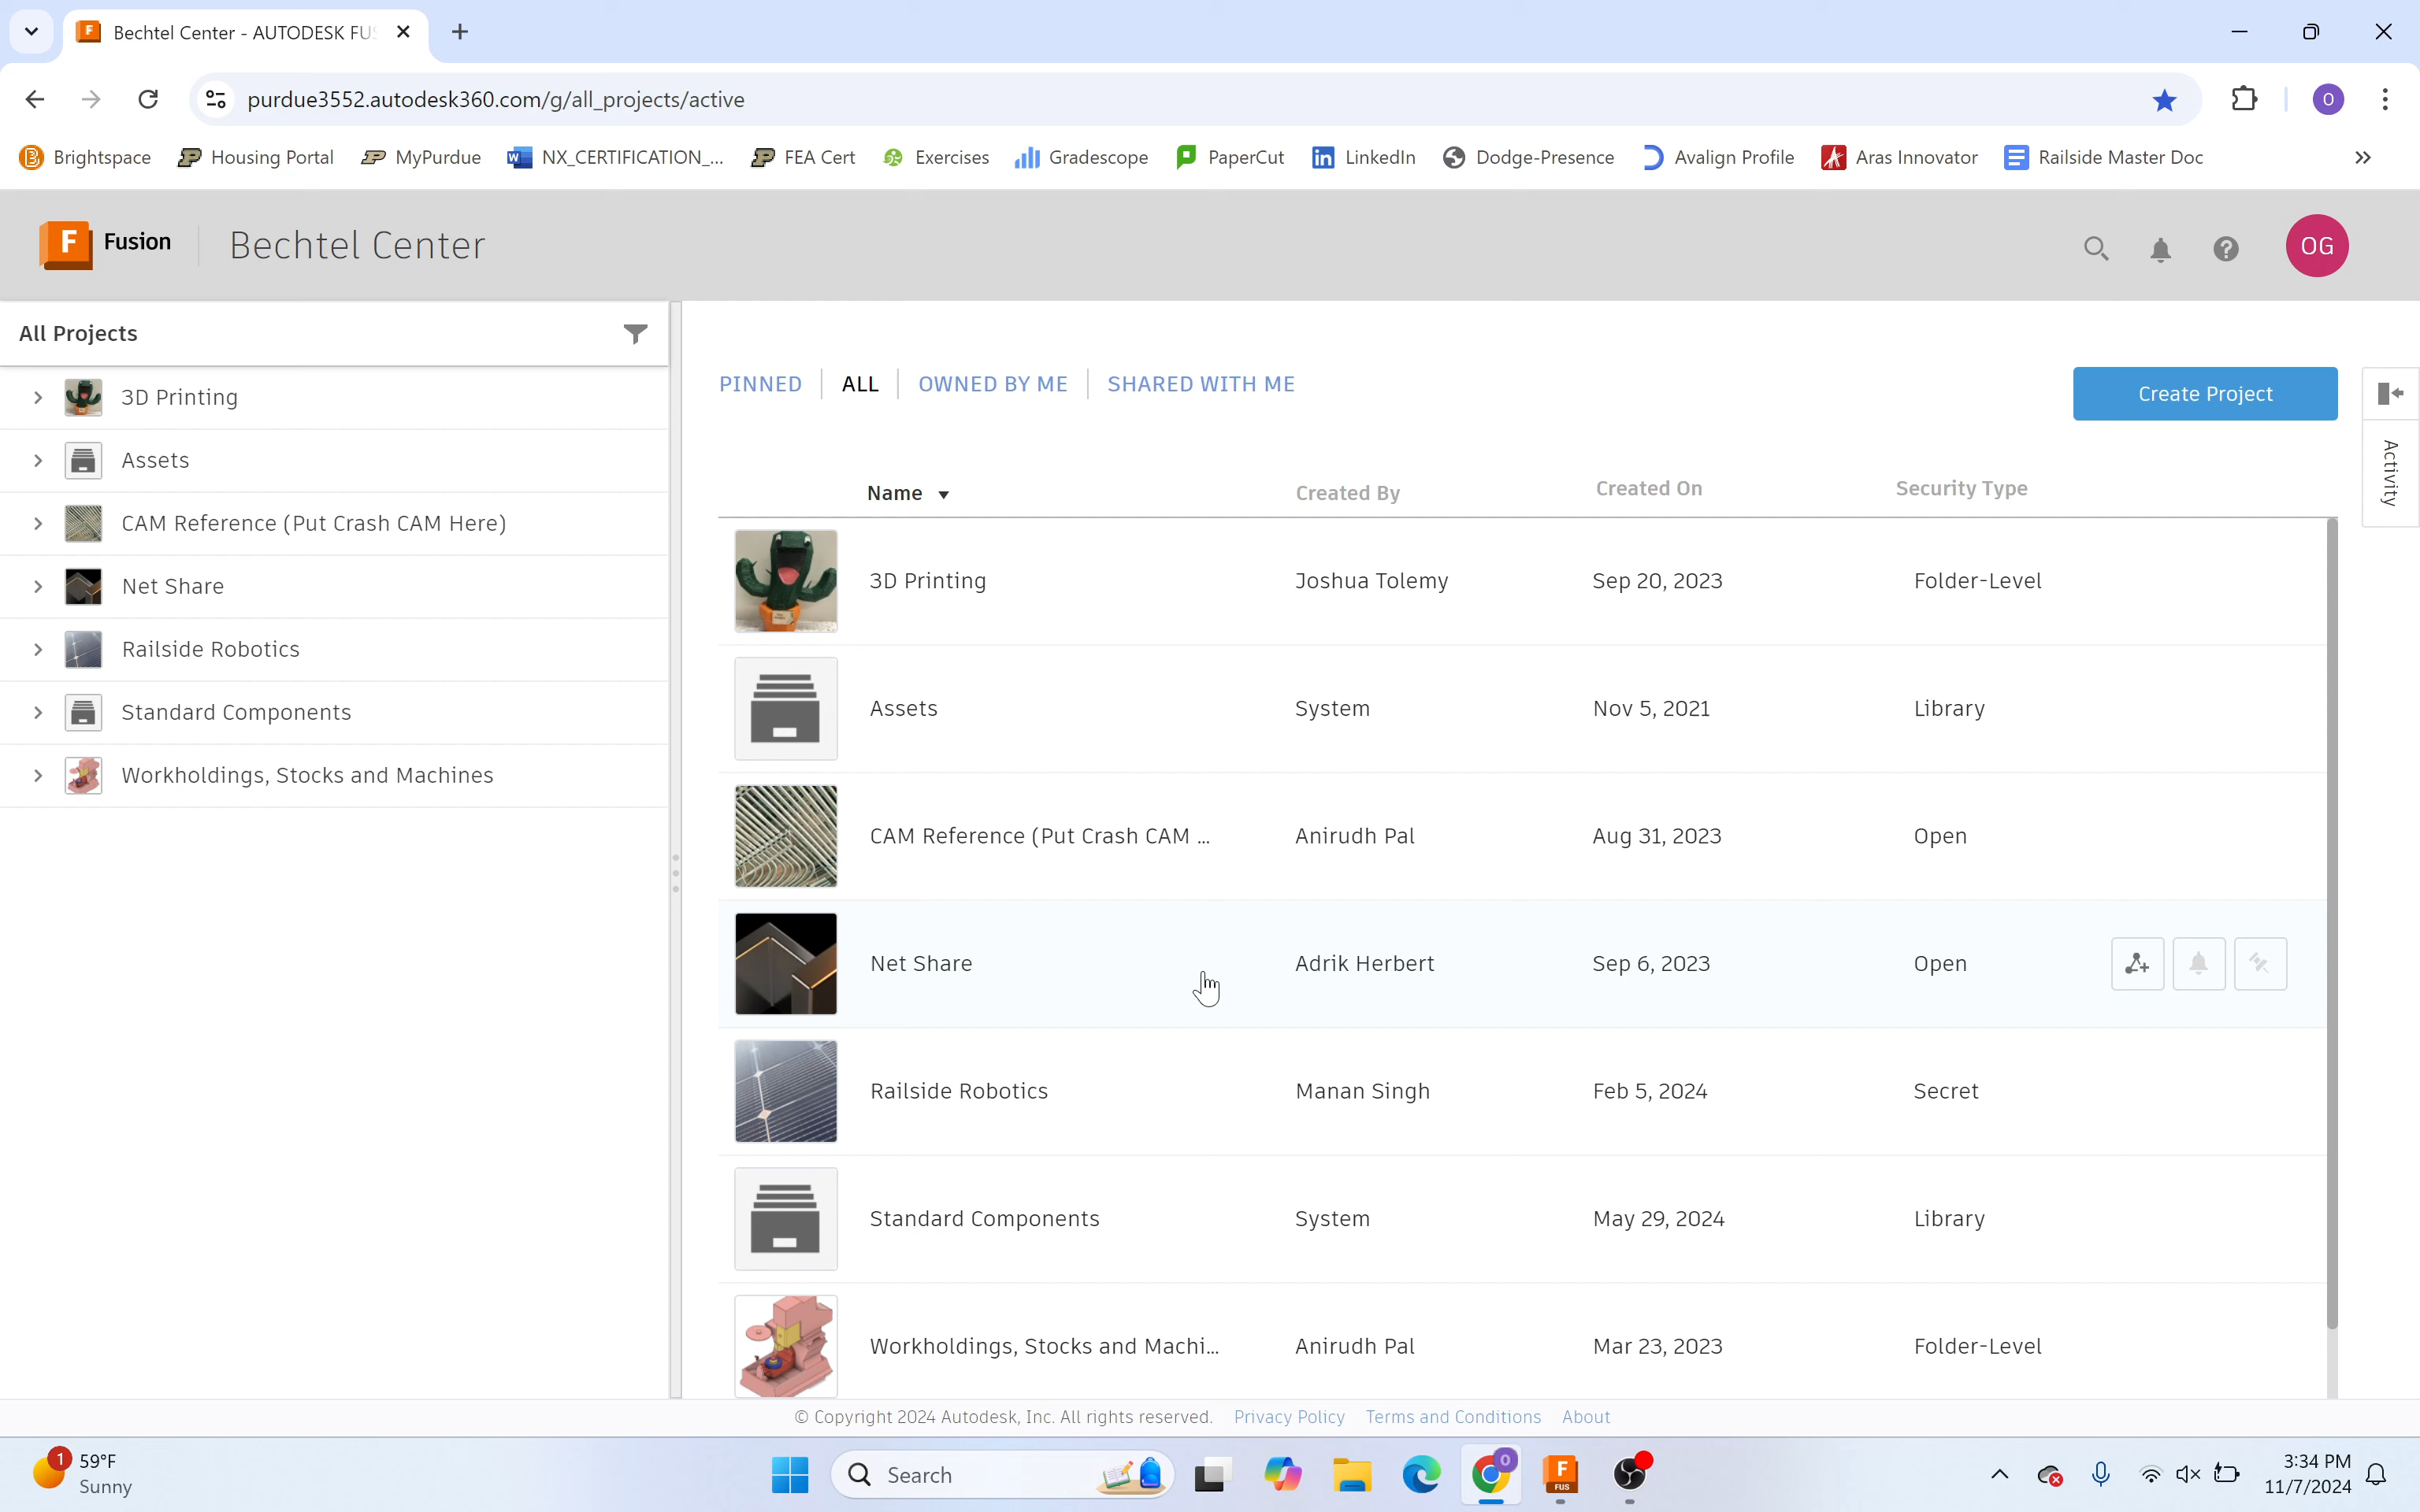 Bechtel Center - AUTODESK FUS
purdue3552.autodesk360.com/g/all_projects/active
O
Brightspace
Housing Portal
MyPurdue
NX_CERTIFICATION_...
FEA Cert
Exercises
Gradescope
PaperCut
LinkedIn
Dodge-Presence
Avalign Profile
Aras Innovator
Railside Master Doc
F Fusion
Bechtel Center
OG
All Projects
3D Printing
Assets
CAM Reference (Put Crash CAM Here)
Net Share
Railside Robotics
Standard Components
Workholdings, Stocks and Machines
PINNED ALL OWNED BY ME SHARED WITH ME
Create Project
Activity
Name Created By Created On Security Type
3D Printing Joshua Tolemy Sep 20, 2023 Folder-Level
Assets System Nov 5, 2021 Library
CAM Reference (Put Crash CAM ... Anirudh Pal Aug 31, 2023 Open
Net Share Adrik Herbert Sep 6, 2023 Open
Railside Robotics Manan Singh Feb 5, 2024 Secret
Standard Components System May 29, 2024 Library
Workholdings, Stocks and Machi... Anirudh Pal Mar 23, 2023 Folder-Level
© Copyright 2024 Autodesk, Inc. All rights reserved. Privacy Policy Terms and Conditions About
1
59°F
Sunny
Search
O
F
FUS
3:34 PM
11/7/2024